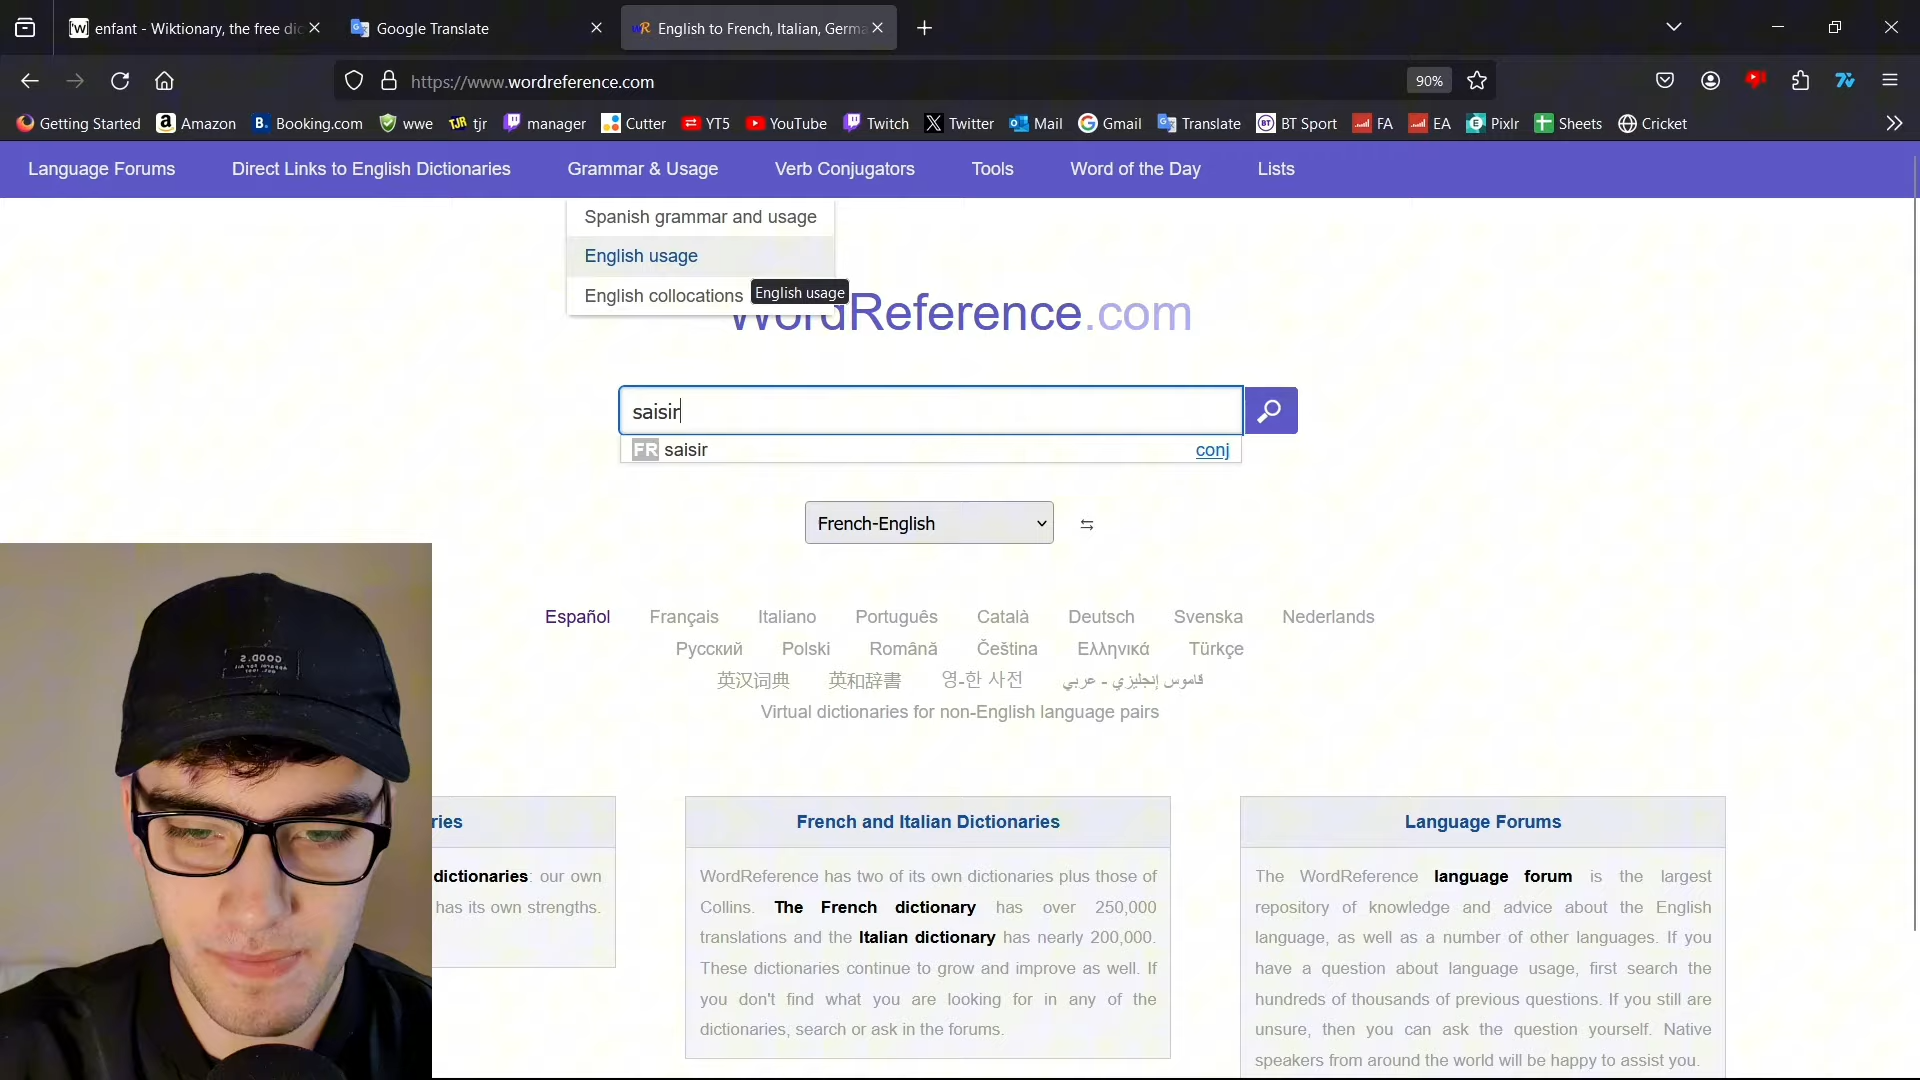 enfant - Wiktionary, the free dic
Google Translate
English to French, Italian, Germa
https://www.wordreference.com
90%
Getting Started
Amazon
Booking.com
wwe
tjr
manager
Cutter
YT5
YouTube
Twitch
Twitter
Mail
Gmail
Translate
BT Sport
FA
EA
Pixlr
Sheets
Cricket
Language Forums
Direct Links to English Dictionaries
Grammar & Usage
Verb Conjugators
Tools
Word of the Day
Lists
Spanish grammar and usage
English usage
English collocations
English usage
WordReference.com
saisir
FR saisir conj
French-English
Español Français Italiano Português Català Deutsch Svenska Nederlands
Русский Polski Română Čeština Ελληνικά Türkçe
英汉词典 英和辞書 영-한 사전 قاموس إنجليزي - عربي
Virtual dictionaries for non-English language pairs
ries
dictionaries: our own
has its own strengths.
French and Italian Dictionaries
WordReference has two of its own dictionaries plus those of
Collins. The French dictionary has over 250,000
translations and the Italian dictionary has nearly 200,000.
These dictionaries continue to grow and improve as well. If
you don't find what you are looking for in any of the
dictionaries, search or ask in the forums.
Language Forums
The WordReference language forum is the largest
repository of knowledge and advice about the English
language, as well as a number of other languages. If you
have a question about language usage, first search the
hundreds of thousands of previous questions. If you still are
unsure, then you can ask the question yourself. Native
speakers from around the world will be happy to assist you.